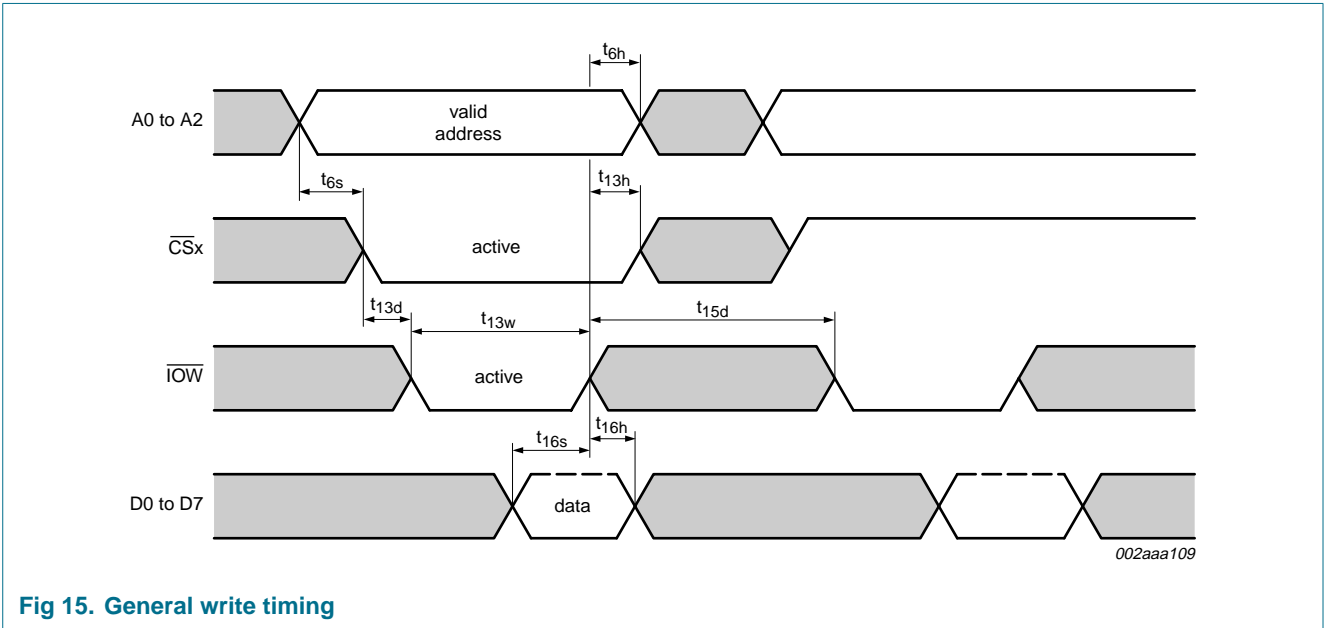 t6h
A0 to A2
valid
address
t6s
t13h
CSx
active
t13d
t13w
t15d
IOW
active
t16s
t16h
D0 to D7
data
002aaa109
Fig 15. General write timing